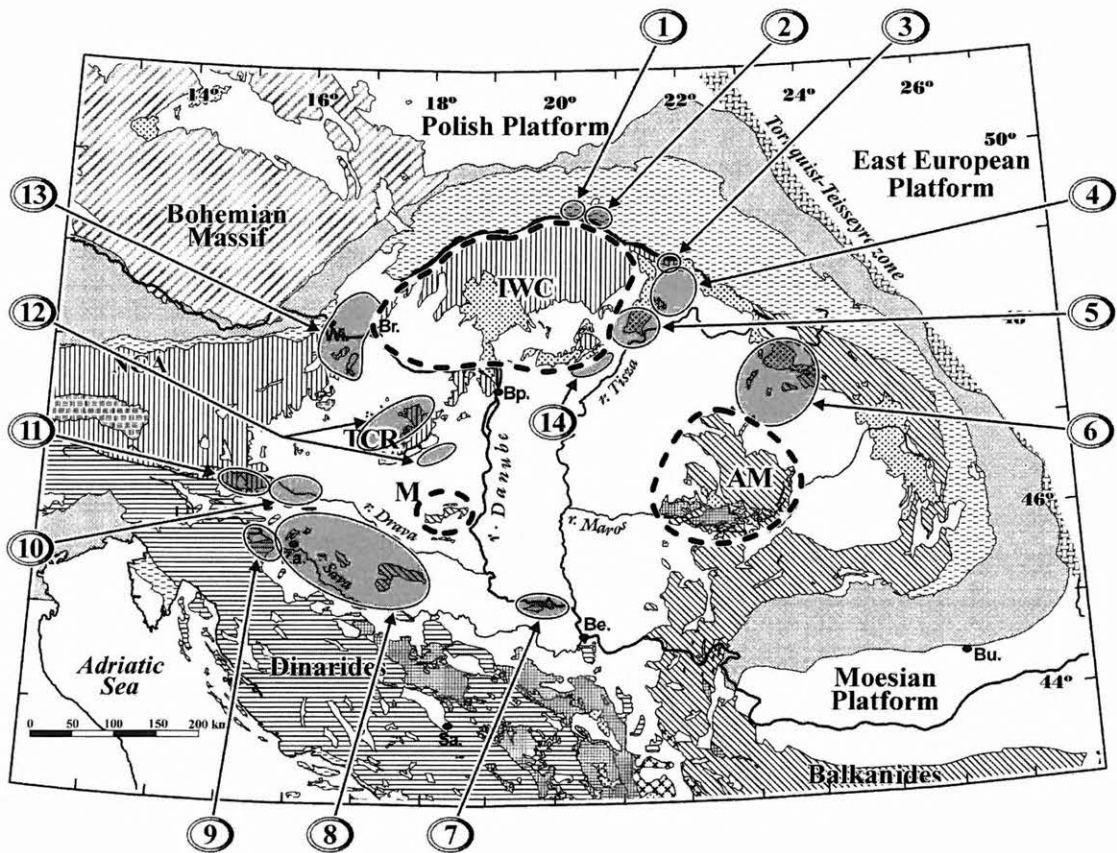 1
2
3
14°
16°
18°
20°
22°
24°
26°
Polish Platform
50°
Tornquist-Teisseyre zone
East European
Platform
4
13
Bohemian
Massif
IWC
5
12
Wi.
Br.
r. Tisza
Bp.
14
TCR
6
11
M
r. Danube
AM
46°
r. Drava
r. Maros
10
Sava
Be.
Bu.
Dinarides
Adriatic
Sea
Moesian
Platform
44°
0 50 100 150 200 km
Sa.
Balkanides
9
8
7